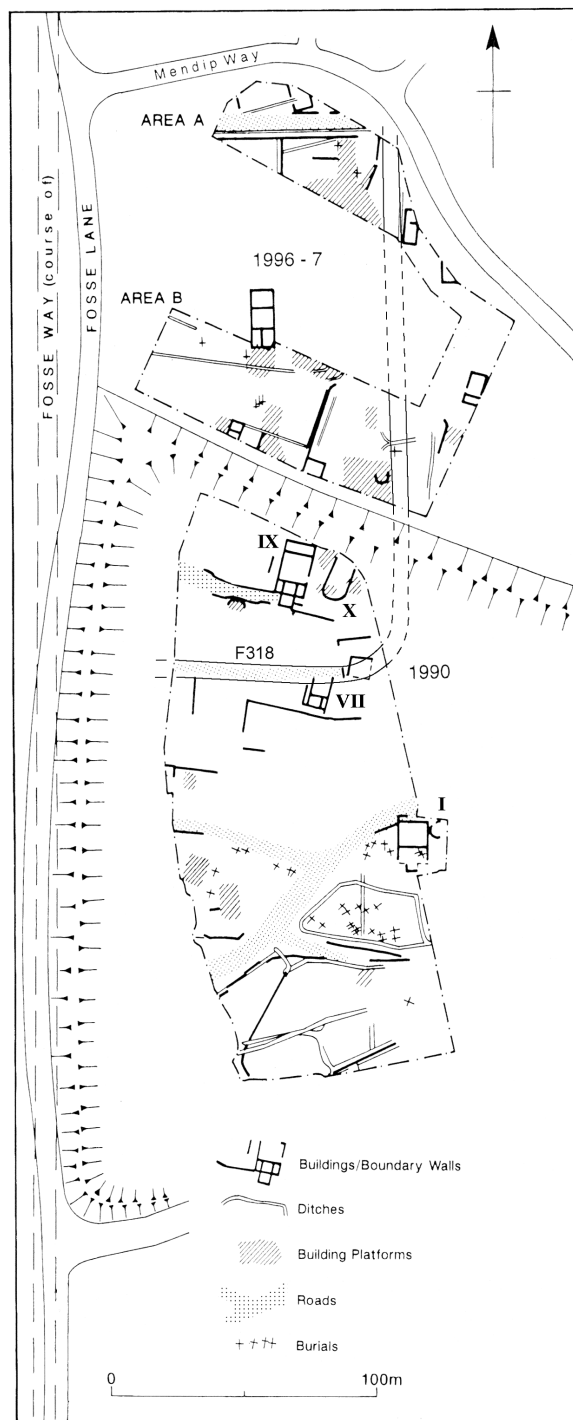 Mendip Way
AREA A
FOSSE WAY (course of)
FOSSE LANE
1996 - 7
AREA B
IX
X
F318
1990
VII
I
Buildings/Boundary Walls
Ditches
Building Platforms
Roads
Burials
0 100m